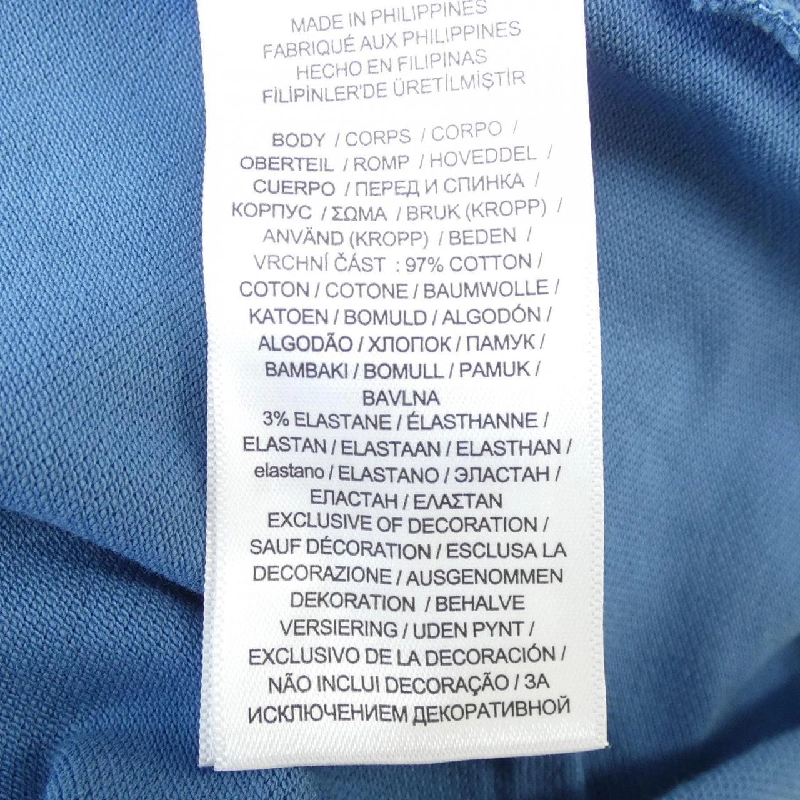 MADE IN PHILIPPINES
FABRIQUÉ AUX PHILIPPINES
HECHO EN FILIPINAS
FİLİPİNLER'DE ÜRETİLMİŞTİR
BODY / CORPS / CORPO /
OBERTEIL / ROMP / HOVEDDEL /
CUERPO / ПЕРЕД И СПИНКА /
КОРПУС / ΣΩΜΑ / BRUK (KROPP) /
ANVÄND (KROPP) / BEDEN /
VRCHNÍ ČÁST : 97% COTTON /
COTON / COTONE / BAUMWOLLE /
KATOEN / BOMULD / ALGODÓN /
ALGODÃO / ХЛОПОК / ПАМУК /
BAMBAKI / BOMULL / PAMUK /
BAVLNA
3% ELASTANE / ÉLASTHANNE /
ELASTAN / ELASTAAN / ELASTHAN /
elastano / ELASTANO / ЭЛАСТАН /
ЕЛАСТАН / ΕΛΑΣΤΑΝ
EXCLUSIVE OF DECORATION /
SAUF DÉCORATION / ESCLUSA LA
DECORAZIONE / AUSGENOMMEN
DEKORATION / BEHALVE
VERSIERING / UDEN PYNT /
EXCLUSIVO DE LA DECORACIÓN /
NÃO INCLUI DECORAÇÃO / ЗА
ИСКЛЮЧЕНИЕМ ДЕКОРАТИВНОЙ